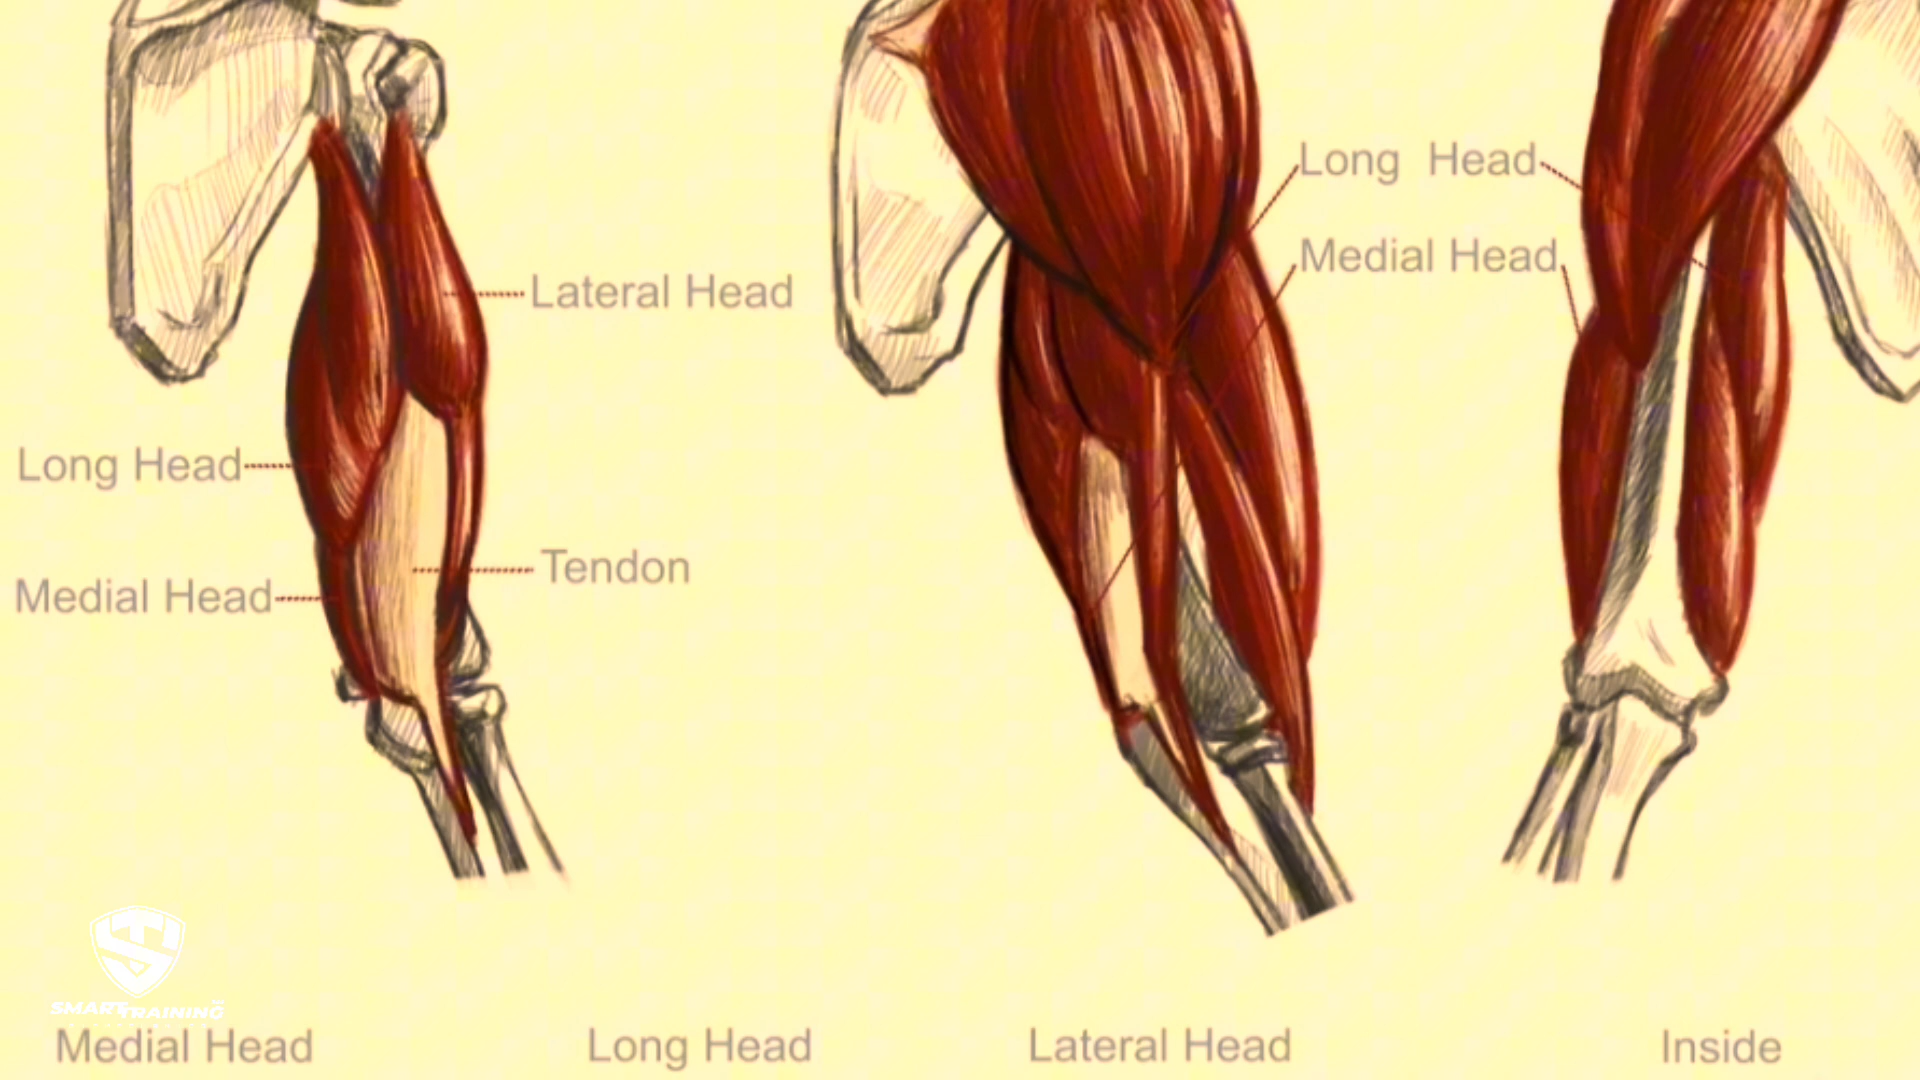 Long Head
Medial Head
Lateral Head
Long Head
Tendon
Medial Head
SMART TRAINING
Medial Head
Long Head
Lateral Head
Inside